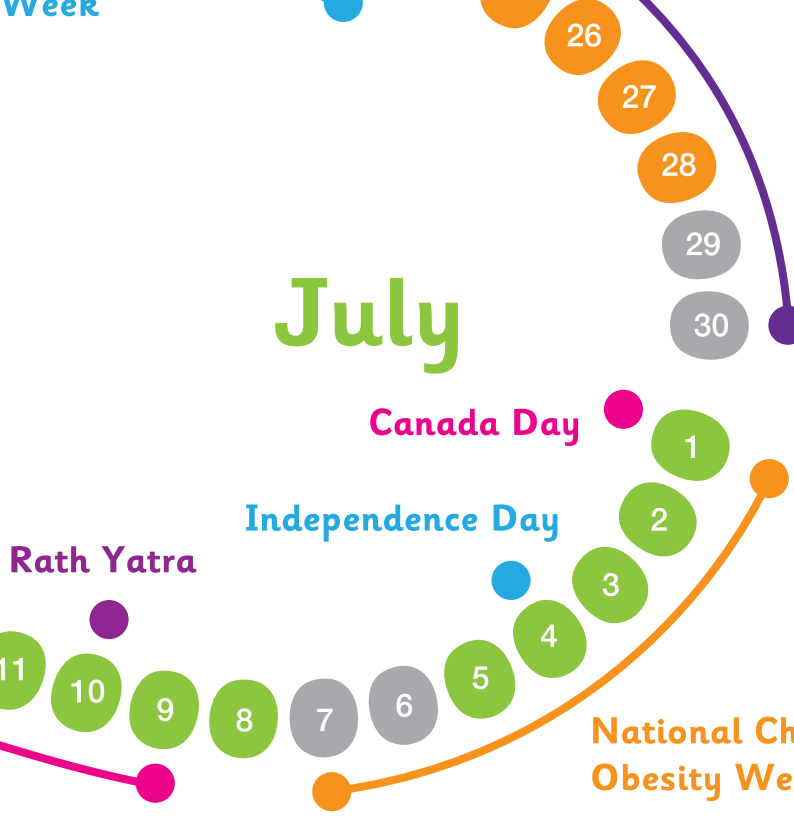 Week
26
27
28
29
30
July
Canada Day
1
2
Independence Day
3
4
5
6
7
8
9
10
11
Rath Yatra
National Ch
Obesity We